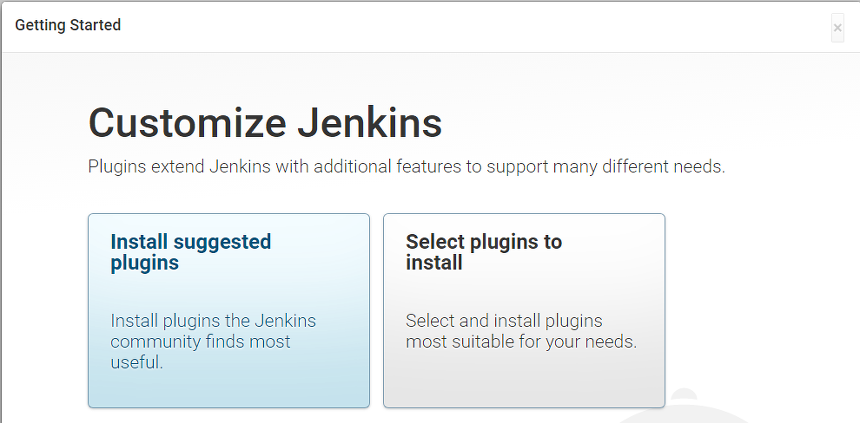 Getting Started
×
Customize Jenkins
Plugins extend Jenkins with additional features to support many different needs.
Install suggested
plugins
Install plugins the Jenkins
community finds most
useful.
Select plugins to
install
Select and install plugins
most suitable for your needs.